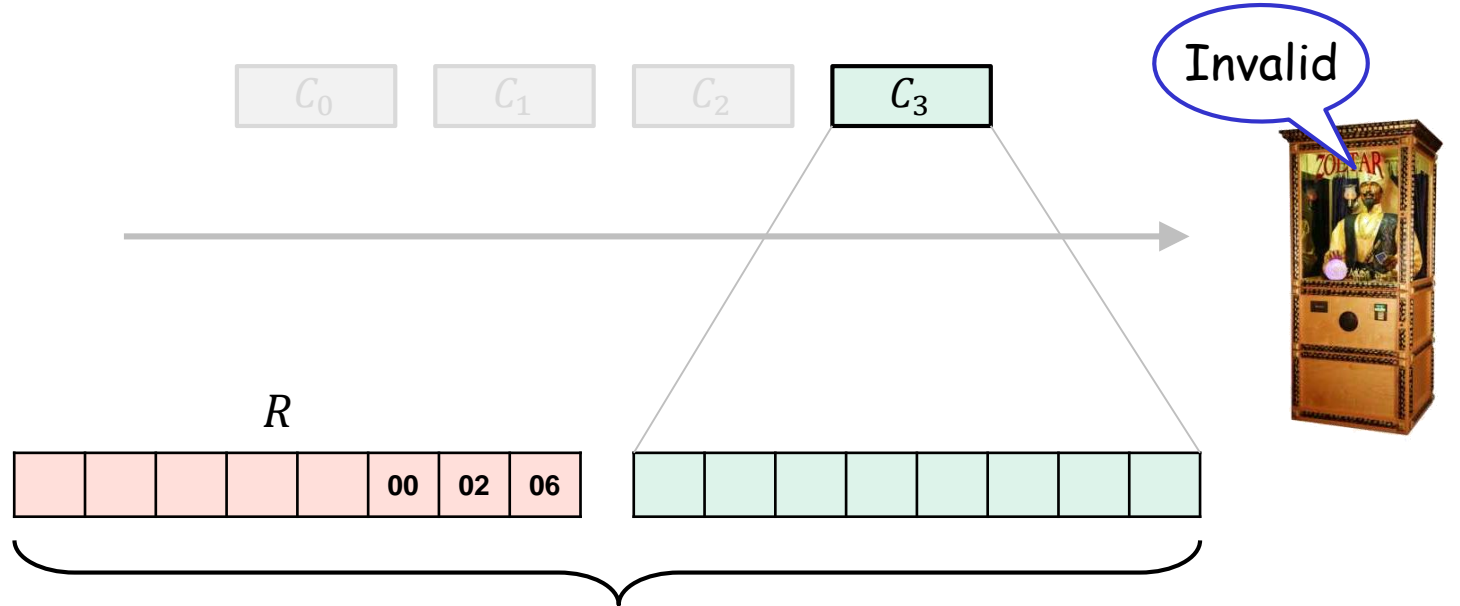 C₀ C₁ C₂ C₃
Invalid
ZOLTAR
R
00 02 06